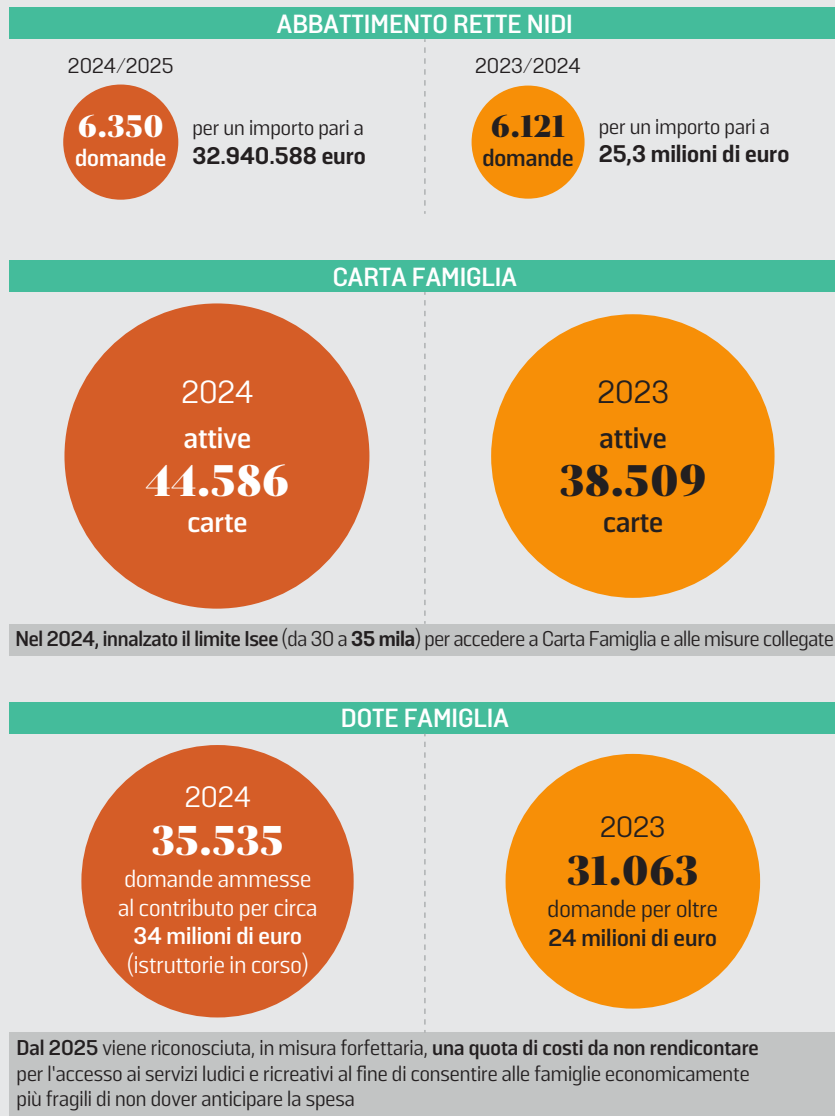 ABBATTIMENTO RETTE NIDI
2024/2025
6.350
domande
per un importo pari a
32.940.588 euro
2023/2024
6.121
domande
per un importo pari a
25,3 milioni di euro
CARTA FAMIGLIA
2024
attive
44.586
carte
2023
attive
38.509
carte
Nel 2024, innalzato il limite Isee (da 30 a 35 mila) per accedere a Carta Famiglia e alle misure collegate
DOTE FAMIGLIA
2024
35.535
domande ammesse
al contributo per circa
34 milioni di euro
(istruttorie in corso)
2023
31.063
domande per oltre
24 milioni di euro
Dal 2025 viene riconosciuta, in misura forfettaria, una quota di costi da non rendicontare
per l'accesso ai servizi ludici e ricreativi al fine di consentire alle famiglie economicamente
più fragili di non dover anticipare la spesa